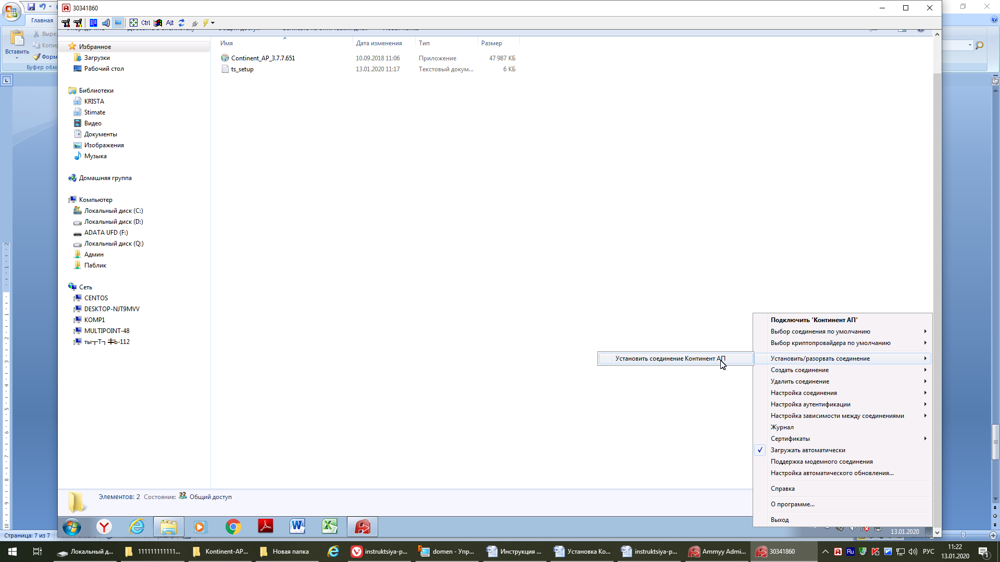 30341860
Ctrl
Alt
Главная
Вставить
Выре
Копи
Форм
Буфер обм
Имя
Дата изменения
Тип
Размер
Continent_AP_3.7.7.651
10.09.2018 11:06
Приложение
47 987 КБ
ts_setup
13.01.2020 11:17
Текстовый докум...
6 КБ
Избранное
Загрузки
Рабочий стол
Библиотеки
KRISTA
Stimate
Видео
Документы
Изображения
Музыка
Домашняя группа
Компьютер
Локальный диск (C:)
Локальный диск (D:)
ADATA UFD (F:)
Локальный диск (Q:)
Админ
Паблик
Сеть
CENTOS
DESKTOP-NJT9MVV
KOMP1
MULTIPOINT-48
Подключить 'Континент АП'
Выбор соединения по умолчанию
Выбор криптопровайдера по умолчанию
Установить соединение Континент АП
Установить/разорвать соединение
Создать соединение
Удалить соединение
Настройка соединения
Настройка аутентификации
Настройка зависимости между соединениями
Журнал
Сертификаты
Загружать автоматически
Поддержка модемного соединения
Настройка автоматического обновления...
Справка
О программе...
Выход
Элементов: 2 Состояние: Общий доступ
13.01.2020
Страница: 7 из 7
Локальный д...
111111111111...
Kontinent-AP...
Новая папка
instruktsiya-p...
domen - Упр...
Инструкция ...
Установка Ко...
instruktsiya-p...
Ammyy Admi...
30341860
Ru
РУС
11:22
13.01.2020
1